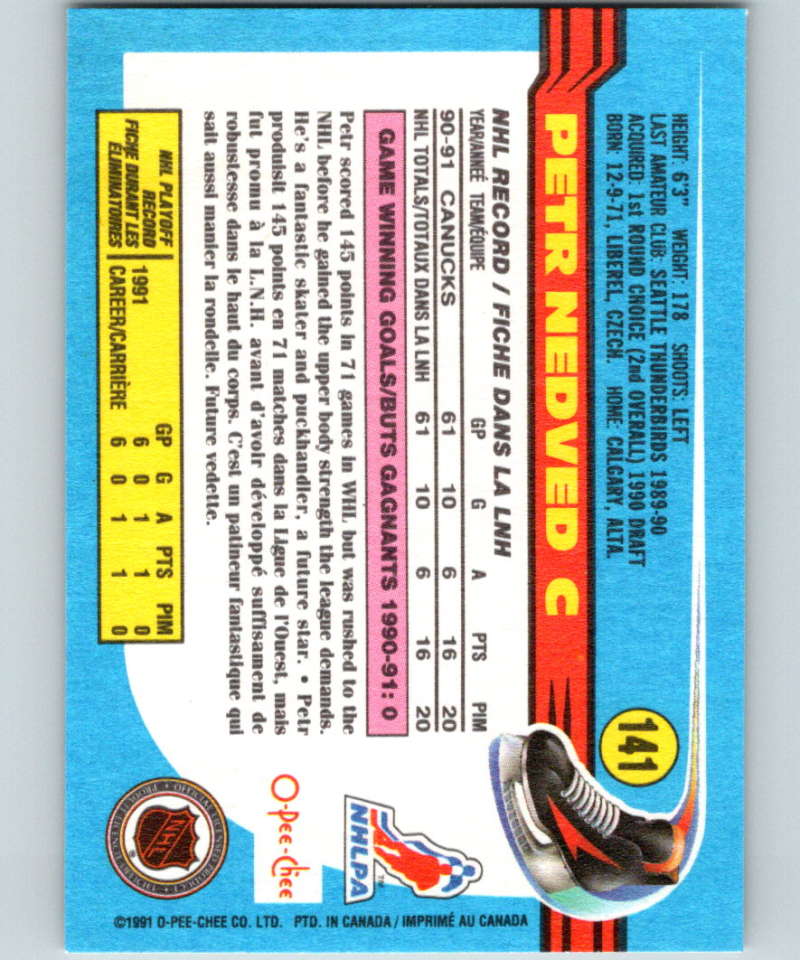 HEIGHT: 6'3"   WEIGHT: 178   SHOOTS: LEFT
LAST AMATEUR CLUB: SEATTLE THUNDERBIRDS 1989-90
ACQUIRED: 1st ROUND CHOICE (2nd OVERALL) 1990 DRAFT
BORN: 12-9-71, LIBEREL, CZECH.   HOME: CALGARY, ALTA.
141
PETR NEDVED C
NHL RECORD / FICHE DANS LA LNH
YEAR/ANNÉE TEAM/ÉQUIPE GP G A PTS PIM
90-91 CANUCKS 61 10 6 16 20
NHL TOTALS/TOTAUX DANS LA LNH 61 10 6 16 20
GAME WINNING GOALS/BUTS GAGNANTS 1990-91: 0
Petr scored 145 points in 71 games in WHL but was rushed to the
NHL before he gained the upper body strength the league demands.
He's a fantastic skater and puckhandler, a future star. • Petr
produisit 145 points en 71 matches dans la Ligue de l'Ouest, mais
fut promu à la L.N.H. avant d'avoir développé suffisament de
robustesse dans le haut du corps. C'est un patineur fantastique qui
sait aussi manier la rondelle. Future vedette.
NHL PLAYOFF
RECORD
FICHE DURANT LES
ÉLIMINATOIRES
GP G A PTS PIM
1991 6 0 1 1 0
CAREER/CARRIÈRE 6 0 1 1 0
NHLPA
TM
O-Pee-Chee
NHL
®
©1991 O-PEE-CHEE CO. LTD.   PTD. IN CANADA / IMPRIMÉ AU CANADA